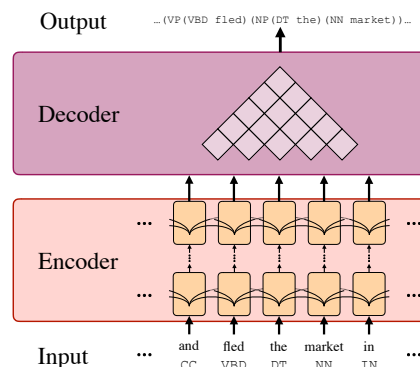 Output
…(VP(VBD fled)(NP(DT the)(NN market))…
Decoder
Encoder
… …
… …
Input … and fled the market in …
CC VBD DT NN IN